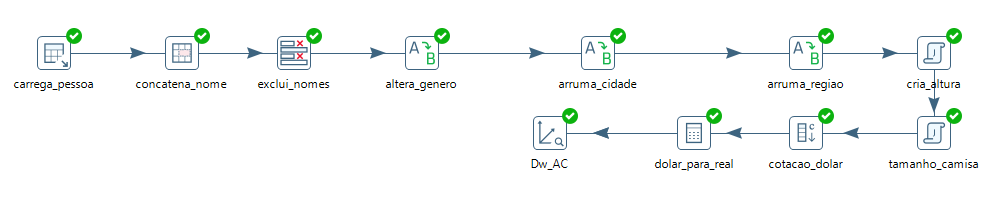 carrega_pessoa
concatena_nome
exclui_nomes
A
B
altera_genero
A
B
arruma_cidade
A
B
arruma_regiao
cria_altura
Dw_AC
dolar_para_real
c
cotacao_dolar
tamanho_camisa